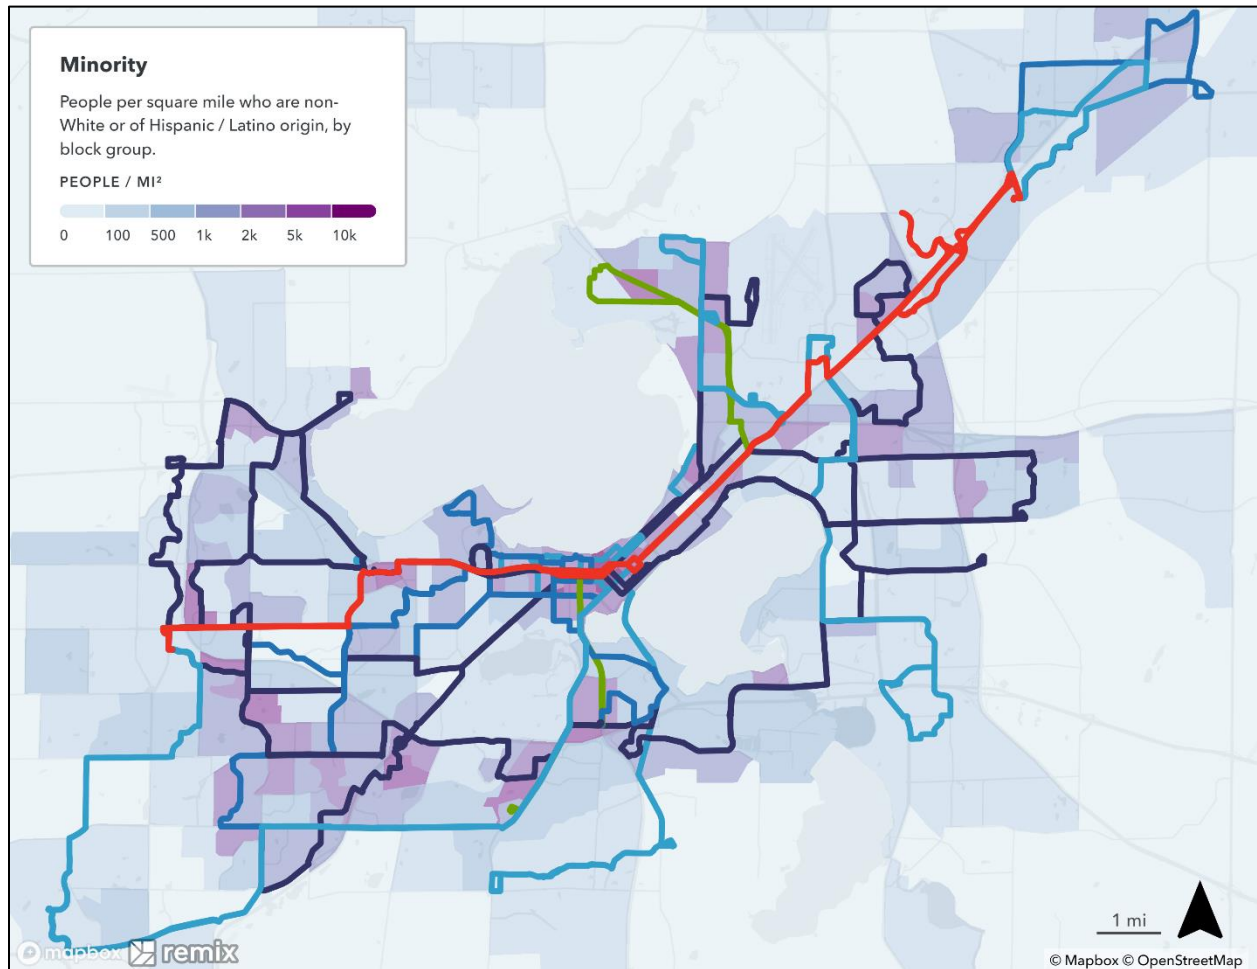 Minority
People per square mile who are non-
White or of Hispanic / Latino origin, by
block group.
PEOPLE / MI²
0 100 500 1k 2k 5k 10k
1 mi
mapbox remix
© Mapbox © OpenStreetMap